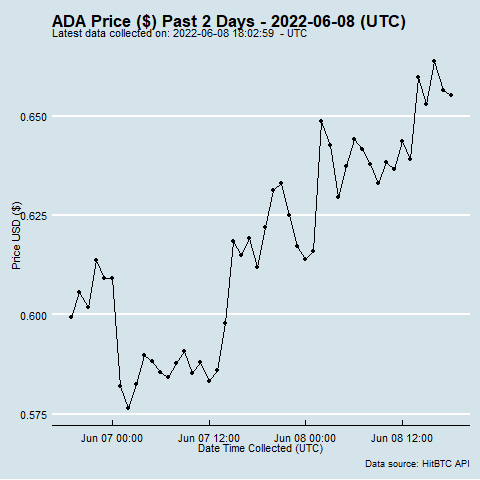 ADA Price ($) Past 2 Days - 2022-06-08 (UTC)
Latest data collected on: 2022-06-08 18:02:59  - UTC
0.650
0.625
0.600
0.575
Price USD ($)
Jun 07 00:00
Jun 07 12:00
Jun 08 00:00
Jun 08 12:00
Date Time Collected (UTC)
Data source: HitBTC API